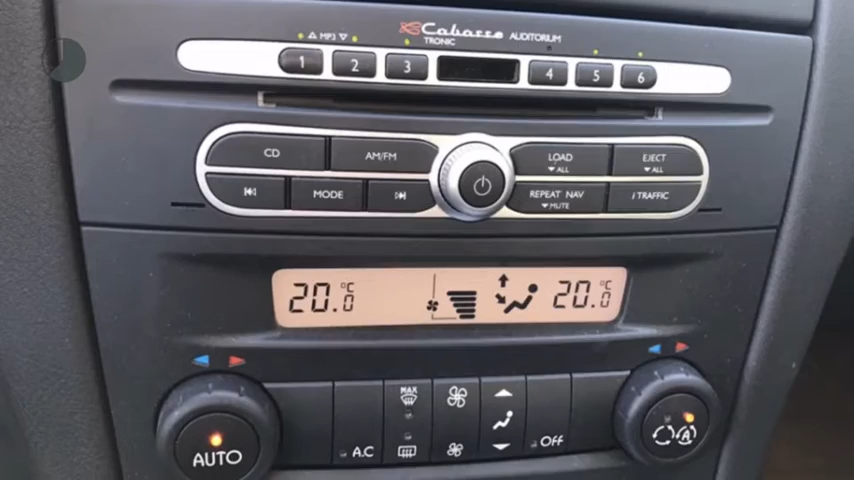 Cabasse AUDITORIUM
MP3
TRONIC
1 2 3 4 5 6
CD AM/FM LOAD EJECT
ALL ALL
MODE REPEAT NAV i TRAFFIC
MUTE
20.0 °C 20.0 °C
MAX
AUTO A.C OFF A